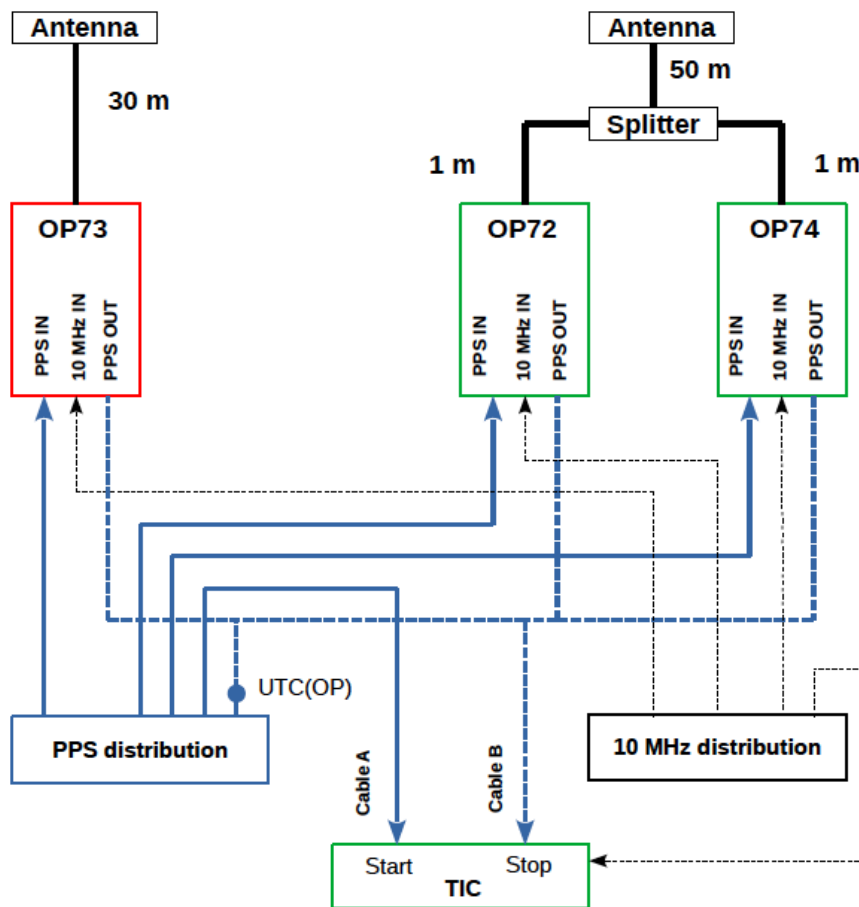 Antenna
Antenna
30 m
50 m
Splitter
1 m
1 m
OP73
OP72
OP74
PPS IN
10 MHz IN
PPS OUT
PPS IN
10 MHz IN
PPS OUT
PPS IN
10 MHz IN
PPS OUT
UTC(OP)
PPS distribution
10 MHz distribution
Cable A
Cable B
Start
Stop
TIC